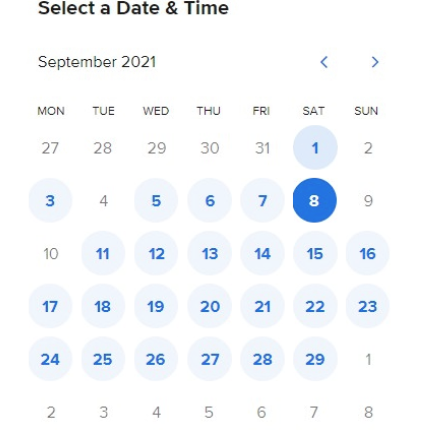 Select a Date & Time
September 2021
MON TUE WED THU FRI SAT SUN
27 28 29 30 31 1 2
3 4 5 6 7 8 9
10 11 12 13 14 15 16
17 18 19 20 21 22 23
24 25 26 27 28 29 1
2 3 4 5 6 7 8